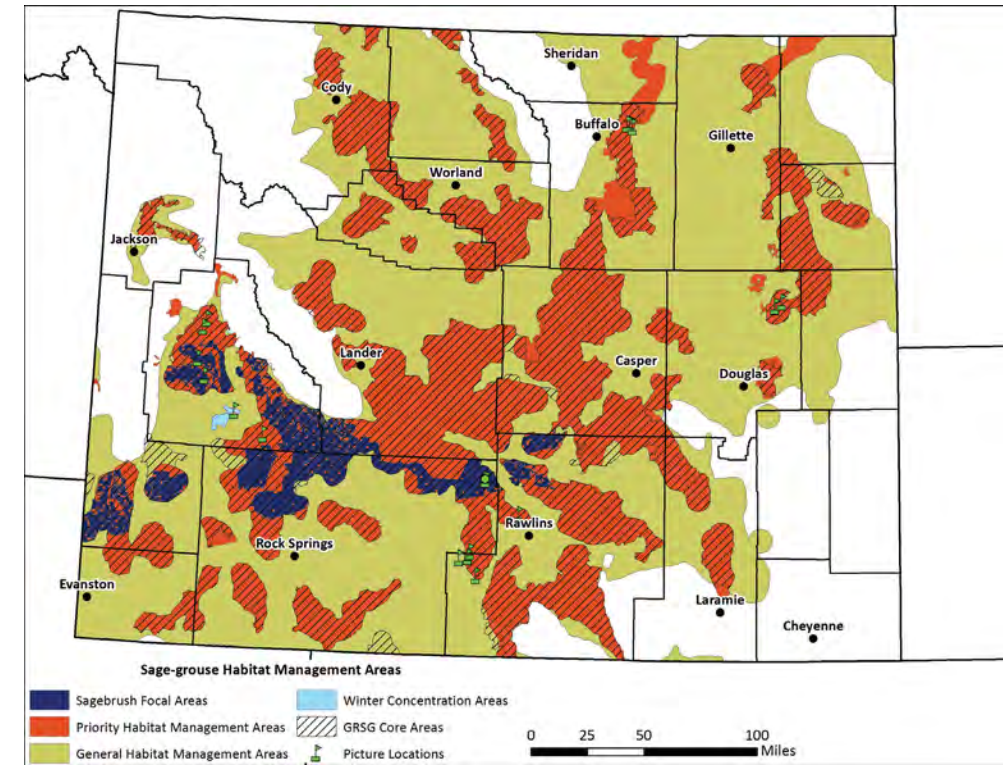 Sheridan
Cody
Buffalo
Gillette
Worland
Jackson
Lander
Casper
Douglas
Rawlins
Rock Springs
Evanston
Laramie
Cheyenne
Sage-grouse Habitat Management Areas
Sagebrush Focal Areas
Winter Concentration Areas
Priority Habitat Management Areas
GRSG Core Areas
General Habitat Management Areas
Picture Locations
0 25 50 100
Miles